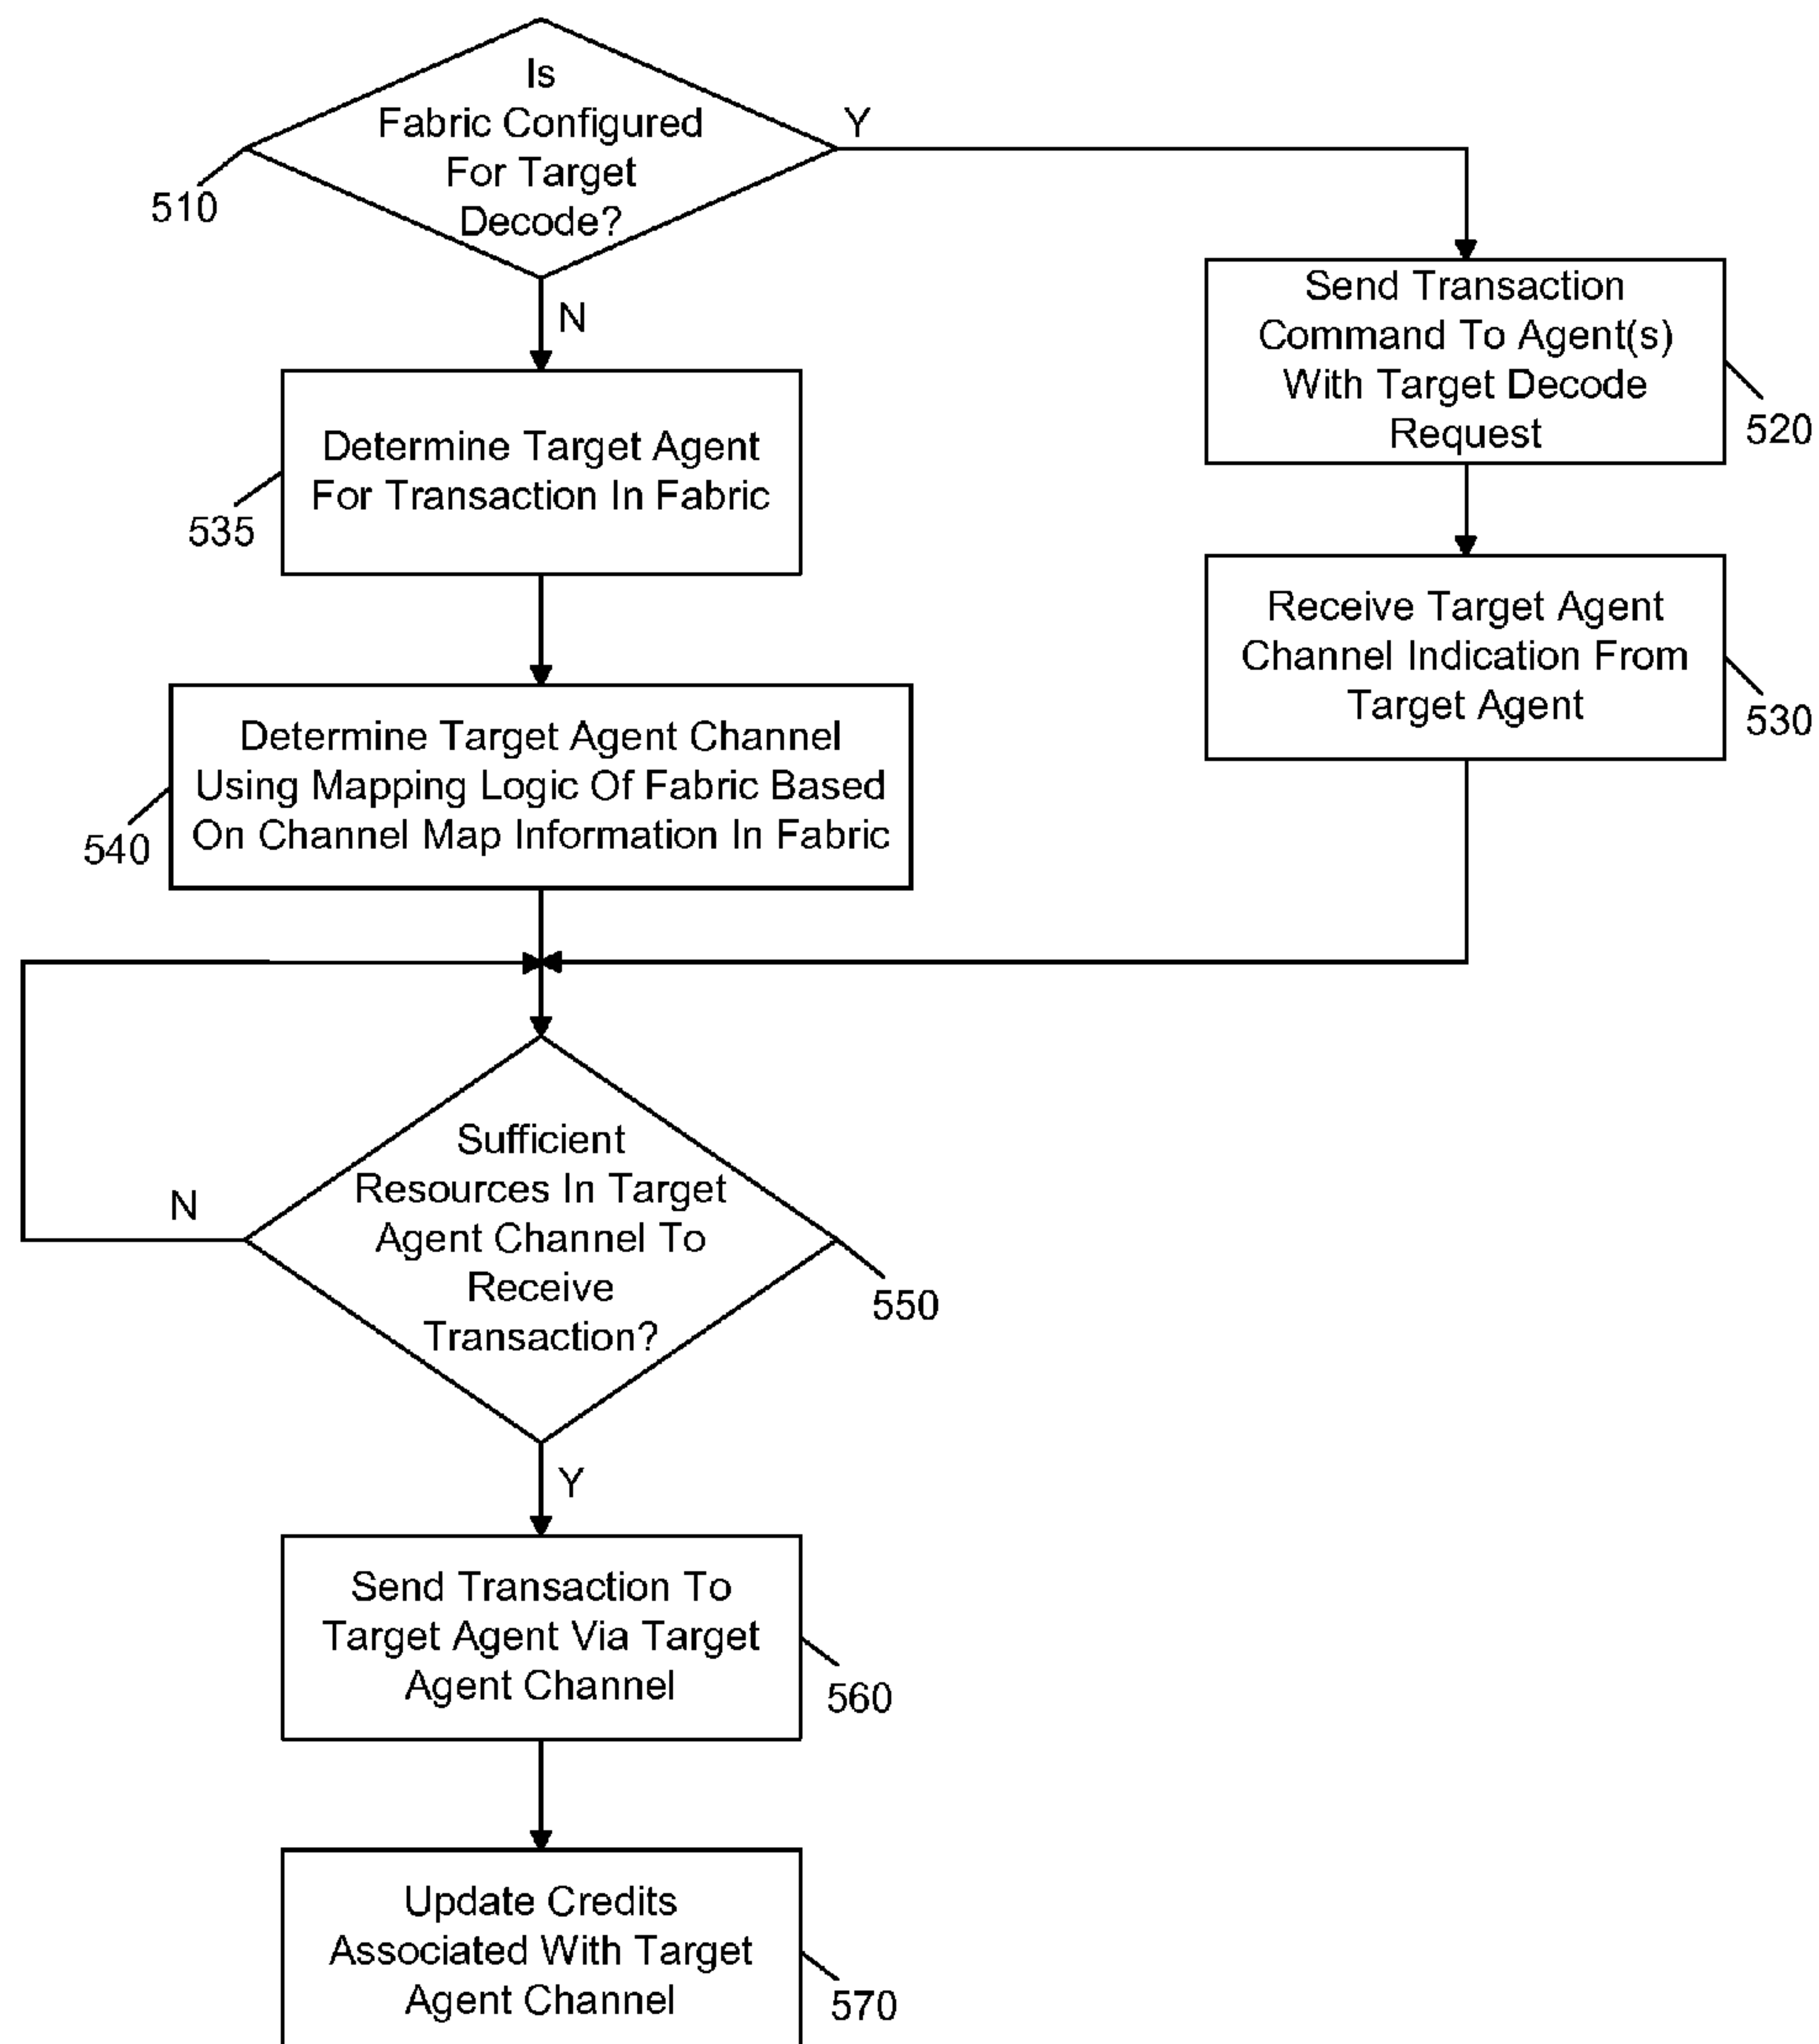 Is
Fabric Configured
For Target
Decode?
Y
510
N
Send Transaction
Command To Agent(s)
With Target Decode
Request
520
Determine Target Agent
For Transaction In Fabric
535
Receive Target Agent
Channel Indication From
Target Agent
530
Determine Target Agent Channel
Using Mapping Logic Of Fabric Based
On Channel Map Information In Fabric
540
Sufficient
Resources In Target
Agent Channel To
Receive
Transaction?
N
550
Y
Send Transaction To
Target Agent Via Target
Agent Channel
560
Update Credits
Associated With Target
Agent Channel
570